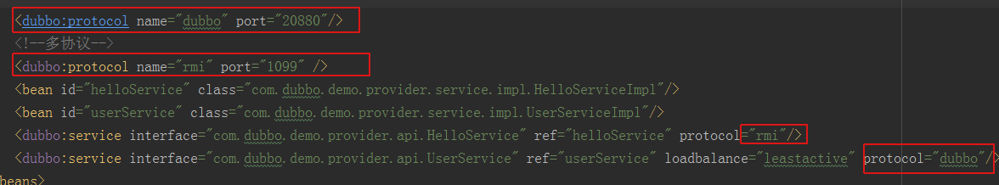 <dubbo:protocol name="dubbo" port="20880"/>
<!--多协议-->
<dubbo:protocol name="rmi" port="1099" />
<bean id="helloService" class="com.dubbo.demo.provider.service.impl.HelloServiceImpl"/>
<bean id="userService" class="com.dubbo.demo.provider.service.impl.UserServiceImpl"/>
<dubbo:service interface="com.dubbo.demo.provider.api.HelloService" ref="helloService" protocol="rmi"/>
<dubbo:service interface="com.dubbo.demo.provider.api.UserService" ref="userService" loadbalance="leastactive" protocol="dubbo"/>
beans>